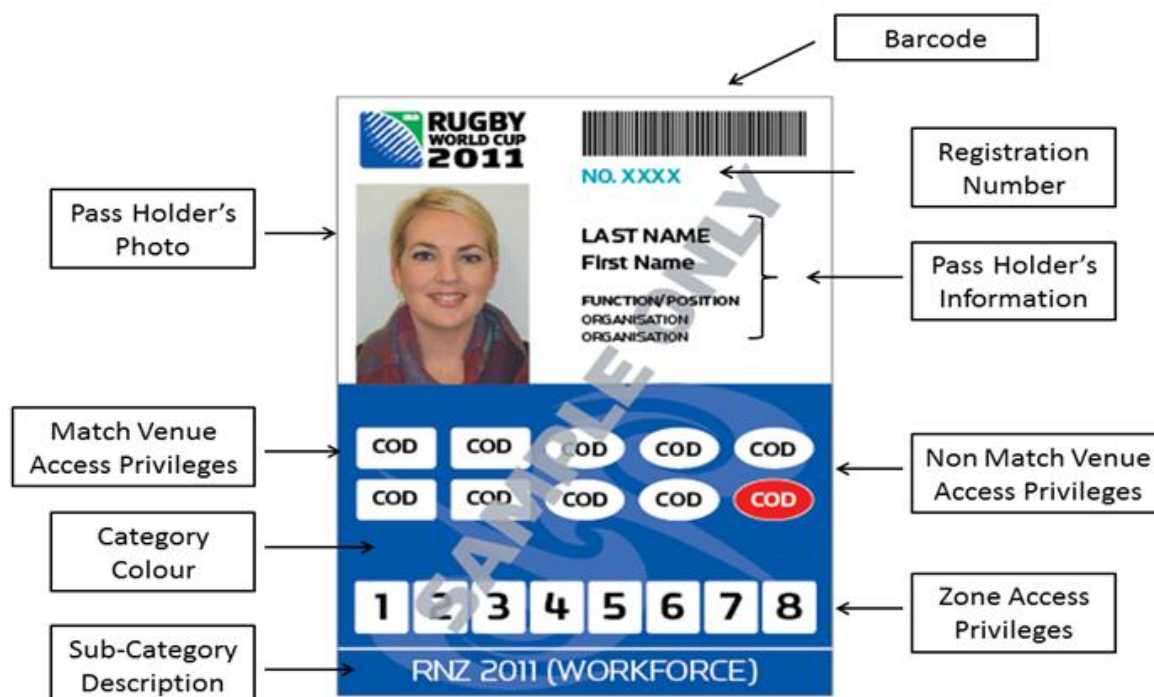 Barcode
RUGBY
WORLD CUP
2011
NO. XXXX
Registration
Number
Pass Holder's
Photo
LAST NAME
First Name
FUNCTION/POSITION
ORGANISATION
ORGANISATION
Pass Holder's
Information
SAMPLE ONLY
Match Venue
Access Privileges
COD COD COD COD COD
COD COD COD COD COD
Non Match Venue
Access Privileges
Category
Colour
1 2 3 4 5 6 7 8
Zone Access
Privileges
Sub-Category
Description
RNZ 2011 (WORKFORCE)